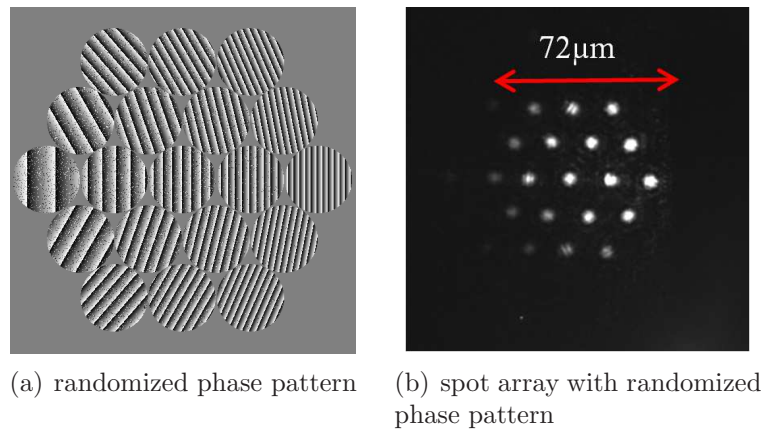 72μm
(a) randomized phase pattern
(b) spot array with randomized
phase pattern